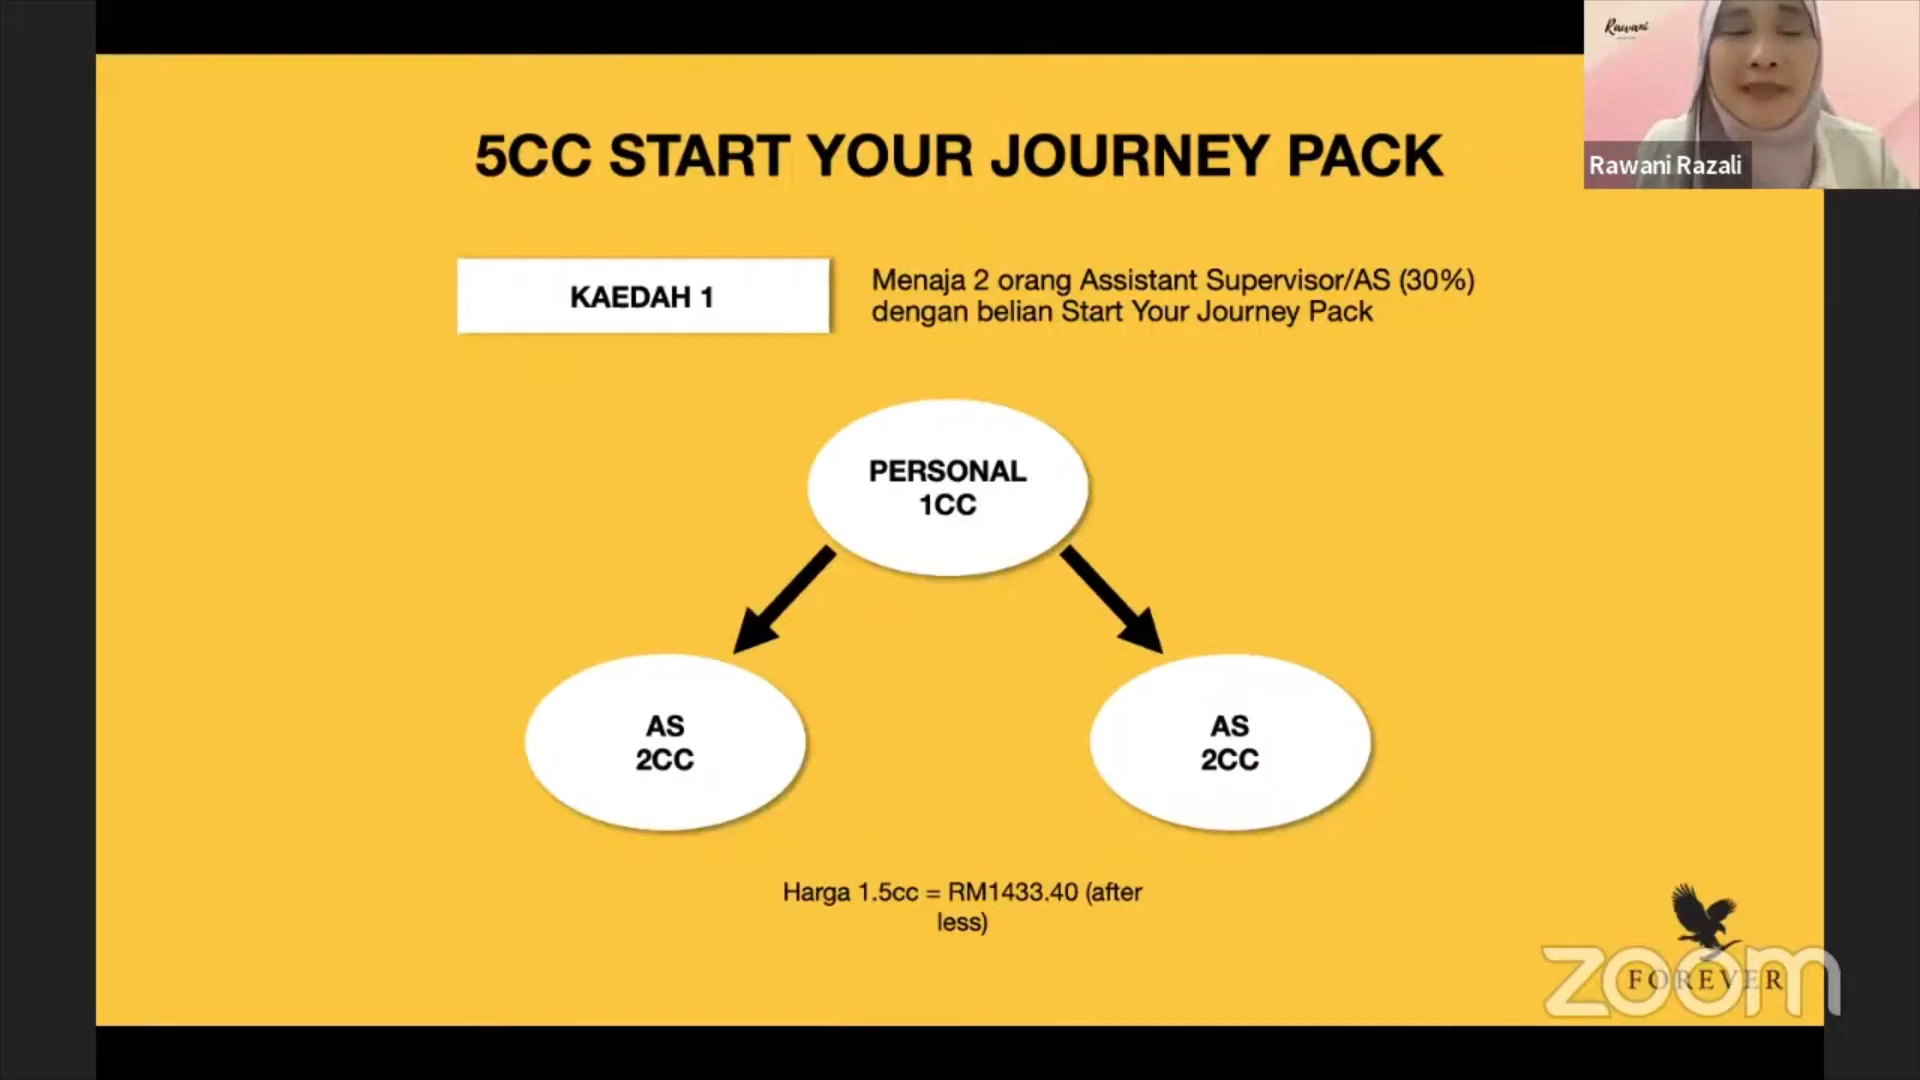 5CC START YOUR JOURNEY PACK
Rawani
Rawani Razali
KAEDAH 1
Menaja 2 orang Assistant Supervisor/AS (30%)
dengan belian Start Your Journey Pack
PERSONAL
1CC
AS
2CC
AS
2CC
Harga 1.5cc = RM1433.40 (after
less)
FOREVER
zoom